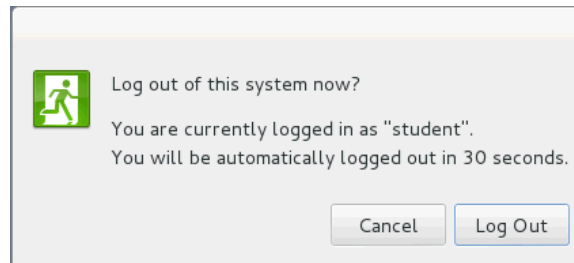 Log out of this system now?
You are currently logged in as "student".
You will be automatically logged out in 30 seconds.
Cancel Log Out